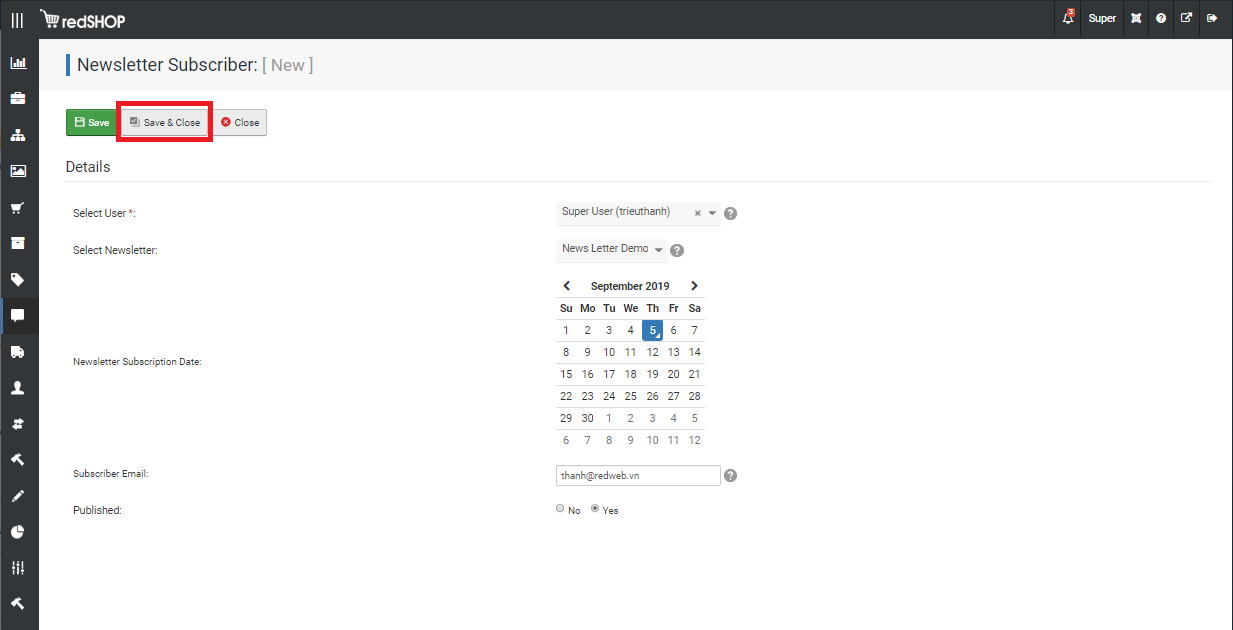 redSHOP
3
Super
Newsletter Subscriber: [ New ]
Save Save & Close Close
Details
Select User *:
Super User (trieuthanh)
Select Newsletter:
News Letter Demo
Newsletter Subscription Date:
September 2019
Su Mo Tu We Th Fr Sa
1 2 3 4 5 6 7
8 9 10 11 12 13 14
15 16 17 18 19 20 21
22 23 24 25 26 27 28
29 30 1 2 3 4 5
6 7 8 9 10 11 12
Subscriber Email:
thanh@redweb.vn
Published:
No Yes